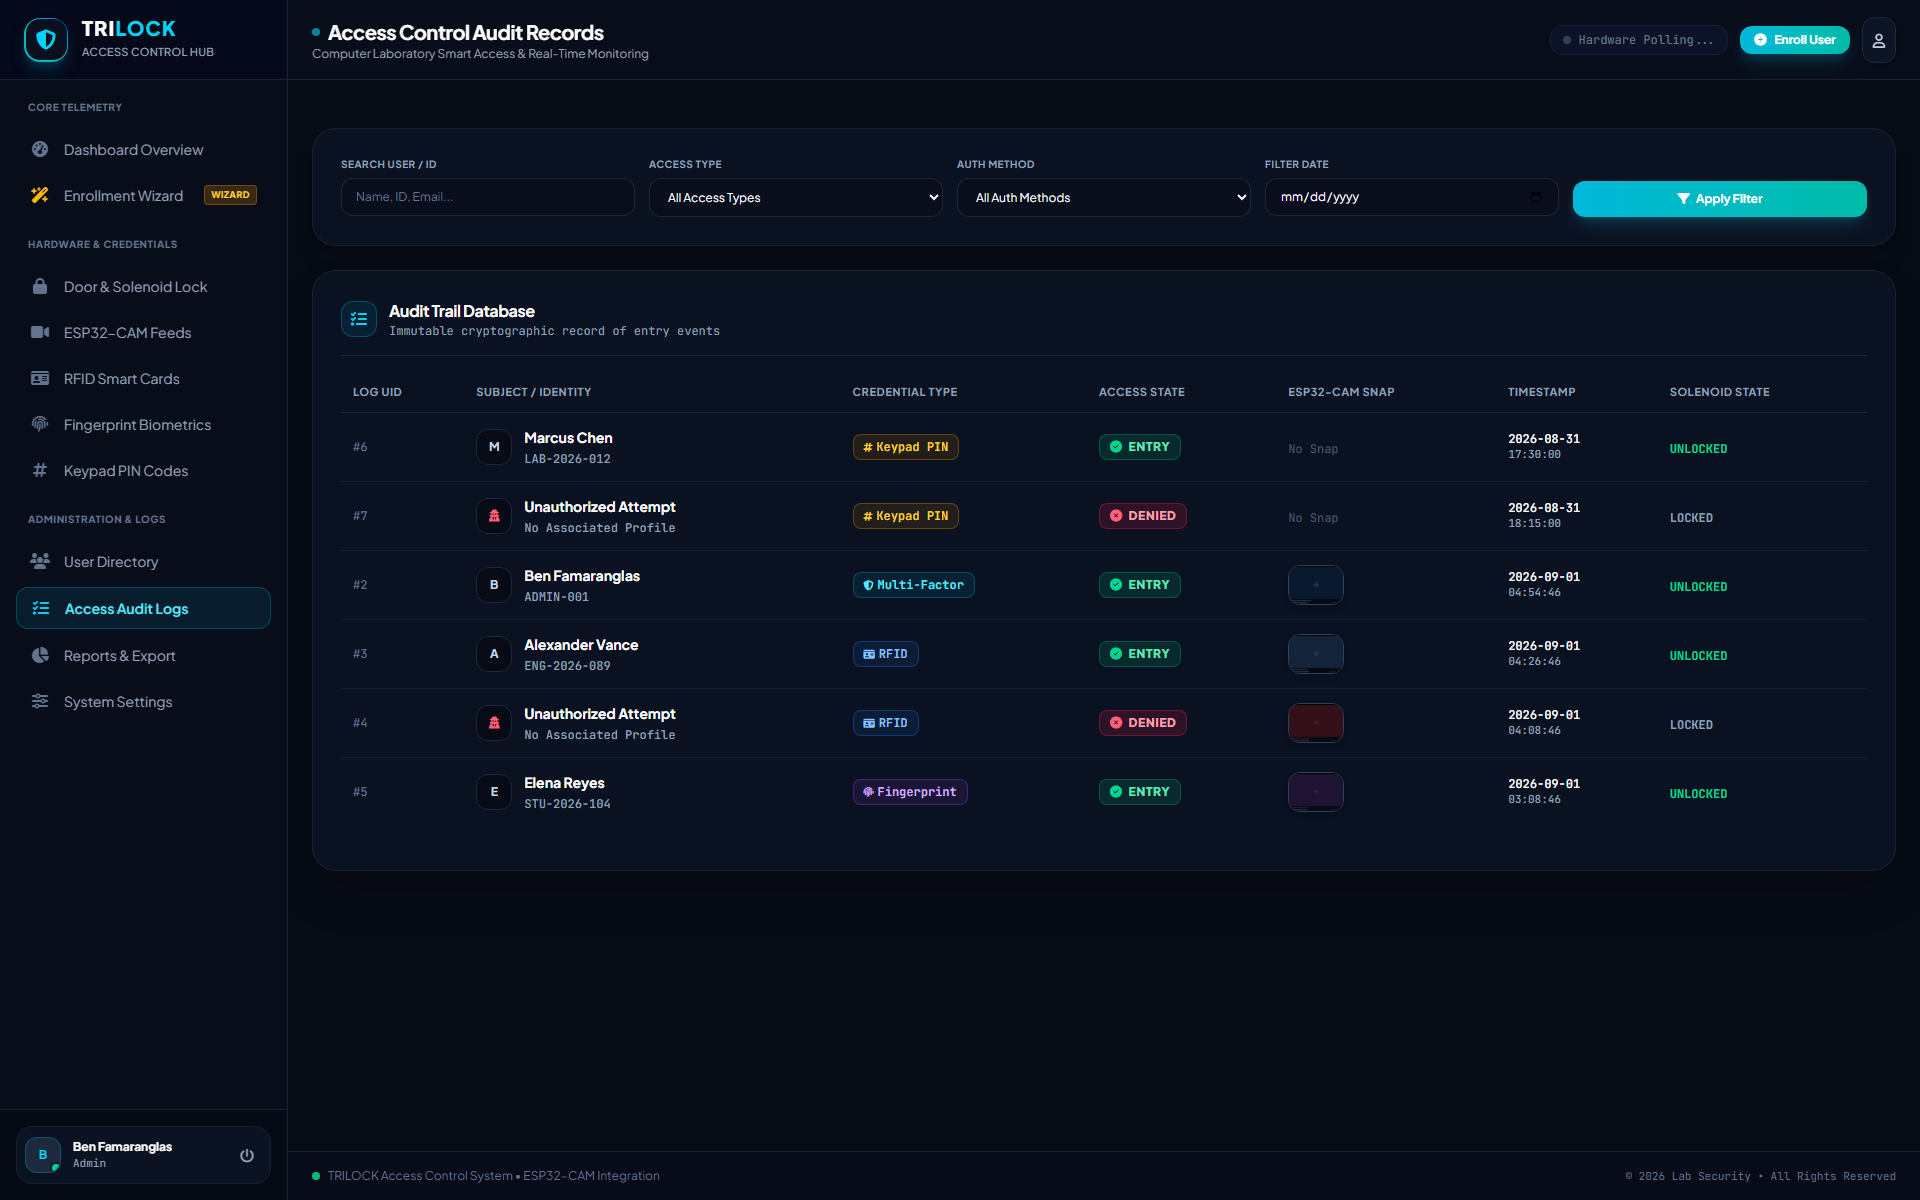 TRILOCK
ACCESS CONTROL HUB
CORE TELEMETRY
Dashboard Overview
Enrollment Wizard WIZARD
HARDWARE & CREDENTIALS
Door & Solenoid Lock
ESP32-CAM Feeds
RFID Smart Cards
Fingerprint Biometrics
Keypad PIN Codes
ADMINISTRATION & LOGS
User Directory
Access Audit Logs
Reports & Export
System Settings
B
Ben Famaranglas
Admin
Access Control Audit Records
Computer Laboratory Smart Access & Real-Time Monitoring
Hardware Polling...
Enroll User
SEARCH USER / ID ACCESS TYPE AUTH METHOD FILTER DATE
Name, ID, Email... All Access Types All Auth Methods mm/dd/yyyy Apply Filter
Audit Trail Database
Immutable cryptographic record of entry events
LOG UID SUBJECT / IDENTITY CREDENTIAL TYPE ACCESS STATE ESP32-CAM SNAP TIMESTAMP SOLENOID STATE
#6 M Marcus Chen LAB-2026-012 # Keypad PIN ENTRY No Snap 2026-08-31 17:30:00 UNLOCKED
#7 Unauthorized Attempt No Associated Profile # Keypad PIN DENIED No Snap 2026-08-31 18:15:00 LOCKED
#2 B Ben Famaranglas ADMIN-001 Multi-Factor ENTRY 2026-09-01 04:54:46 UNLOCKED
#3 A Alexander Vance ENG-2026-089 RFID ENTRY 2026-09-01 04:26:46 UNLOCKED
#4 Unauthorized Attempt No Associated Profile RFID DENIED 2026-09-01 04:08:46 LOCKED
#5 E Elena Reyes STU-2026-104 Fingerprint ENTRY 2026-09-01 03:08:46 UNLOCKED
TRILOCK Access Control System • ESP32-CAM Integration
© 2026 Lab Security • All Rights Reserved